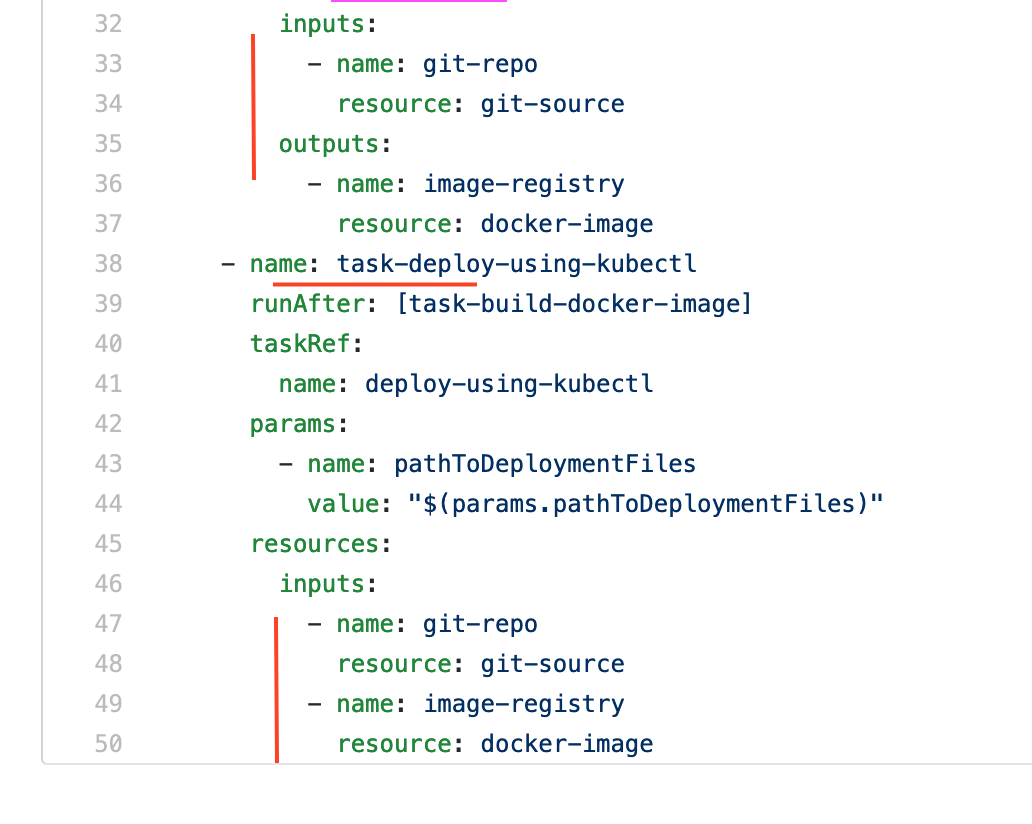 32 inputs:
33 - name: git-repo
34 resource: git-source
35 outputs:
36 - name: image-registry
37 resource: docker-image
38 - name: task-deploy-using-kubectl
39 runAfter: [task-build-docker-image]
40 taskRef:
41 name: deploy-using-kubectl
42 params:
43 - name: pathToDeploymentFiles
44 value: "$(params.pathToDeploymentFiles)"
45 resources:
46 inputs:
47 - name: git-repo
48 resource: git-source
49 - name: image-registry
50 resource: docker-image